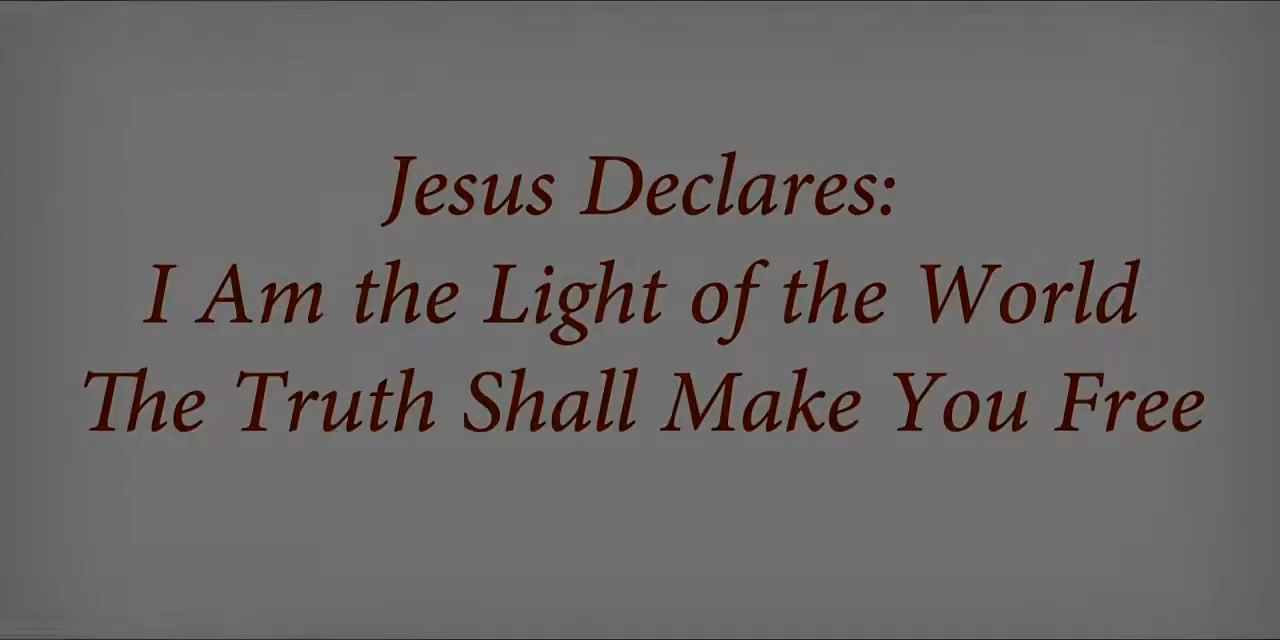 Jesus Declares:
I Am the Light of the World
The Truth Shall Make You Free